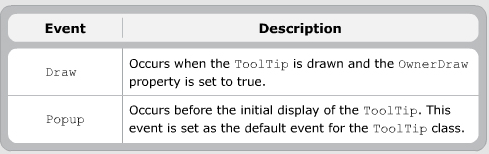 Event Description
Draw Occurs when the ToolTip is drawn and the OwnerDraw
property is set to true.
Popup Occurs before the initial display of the ToolTip. This
event is set as the default event for the ToolTip class.